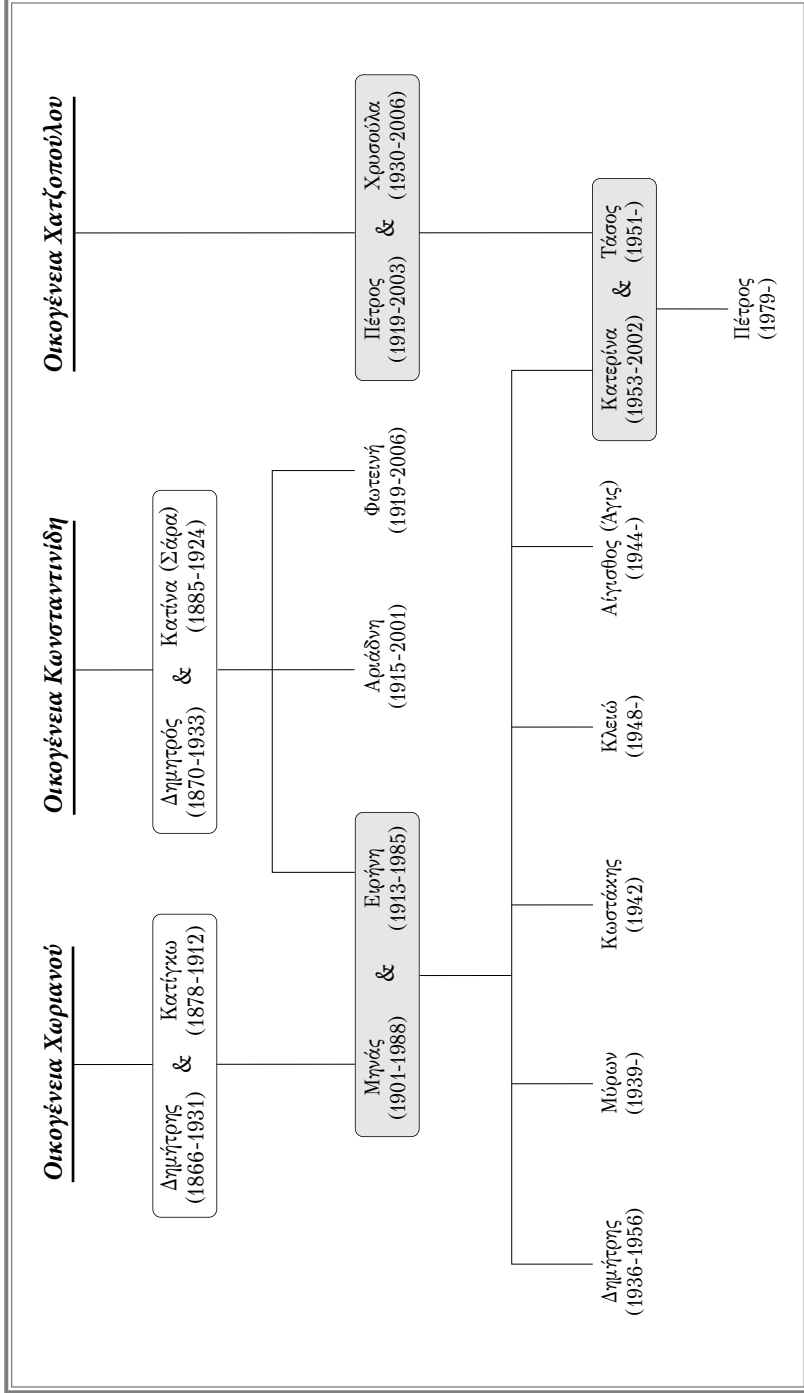 Οικογένεια Χωριανού
Οικογένεια Κωνσταντινίδη
Οικογένεια Χατζοπούλου
Δημήτρης & Κατίγκω
(1866-1931) (1878-1912)
Δημητρός & Κατίνα (Σάρα)
(1870-1933) (1885-1924)
Μηνάς & Ειρήνη
(1901-1988) (1913-1985)
Αριάδνη
(1915-2001)
Φωτεινή
(1919-2006)
Πέτρος & Χρυσούλα
(1919-2003) (1930-2006)
Δημήτρης
(1936-1956)
Μύρων
(1939-)
Κωστάκης
(1942)
Κλειώ
(1948-)
Αίγισθος (Άγις)
(1944-)
Κατερίνα & Τάσος
(1953-2002) (1951-)
Πέτρος
(1979-)